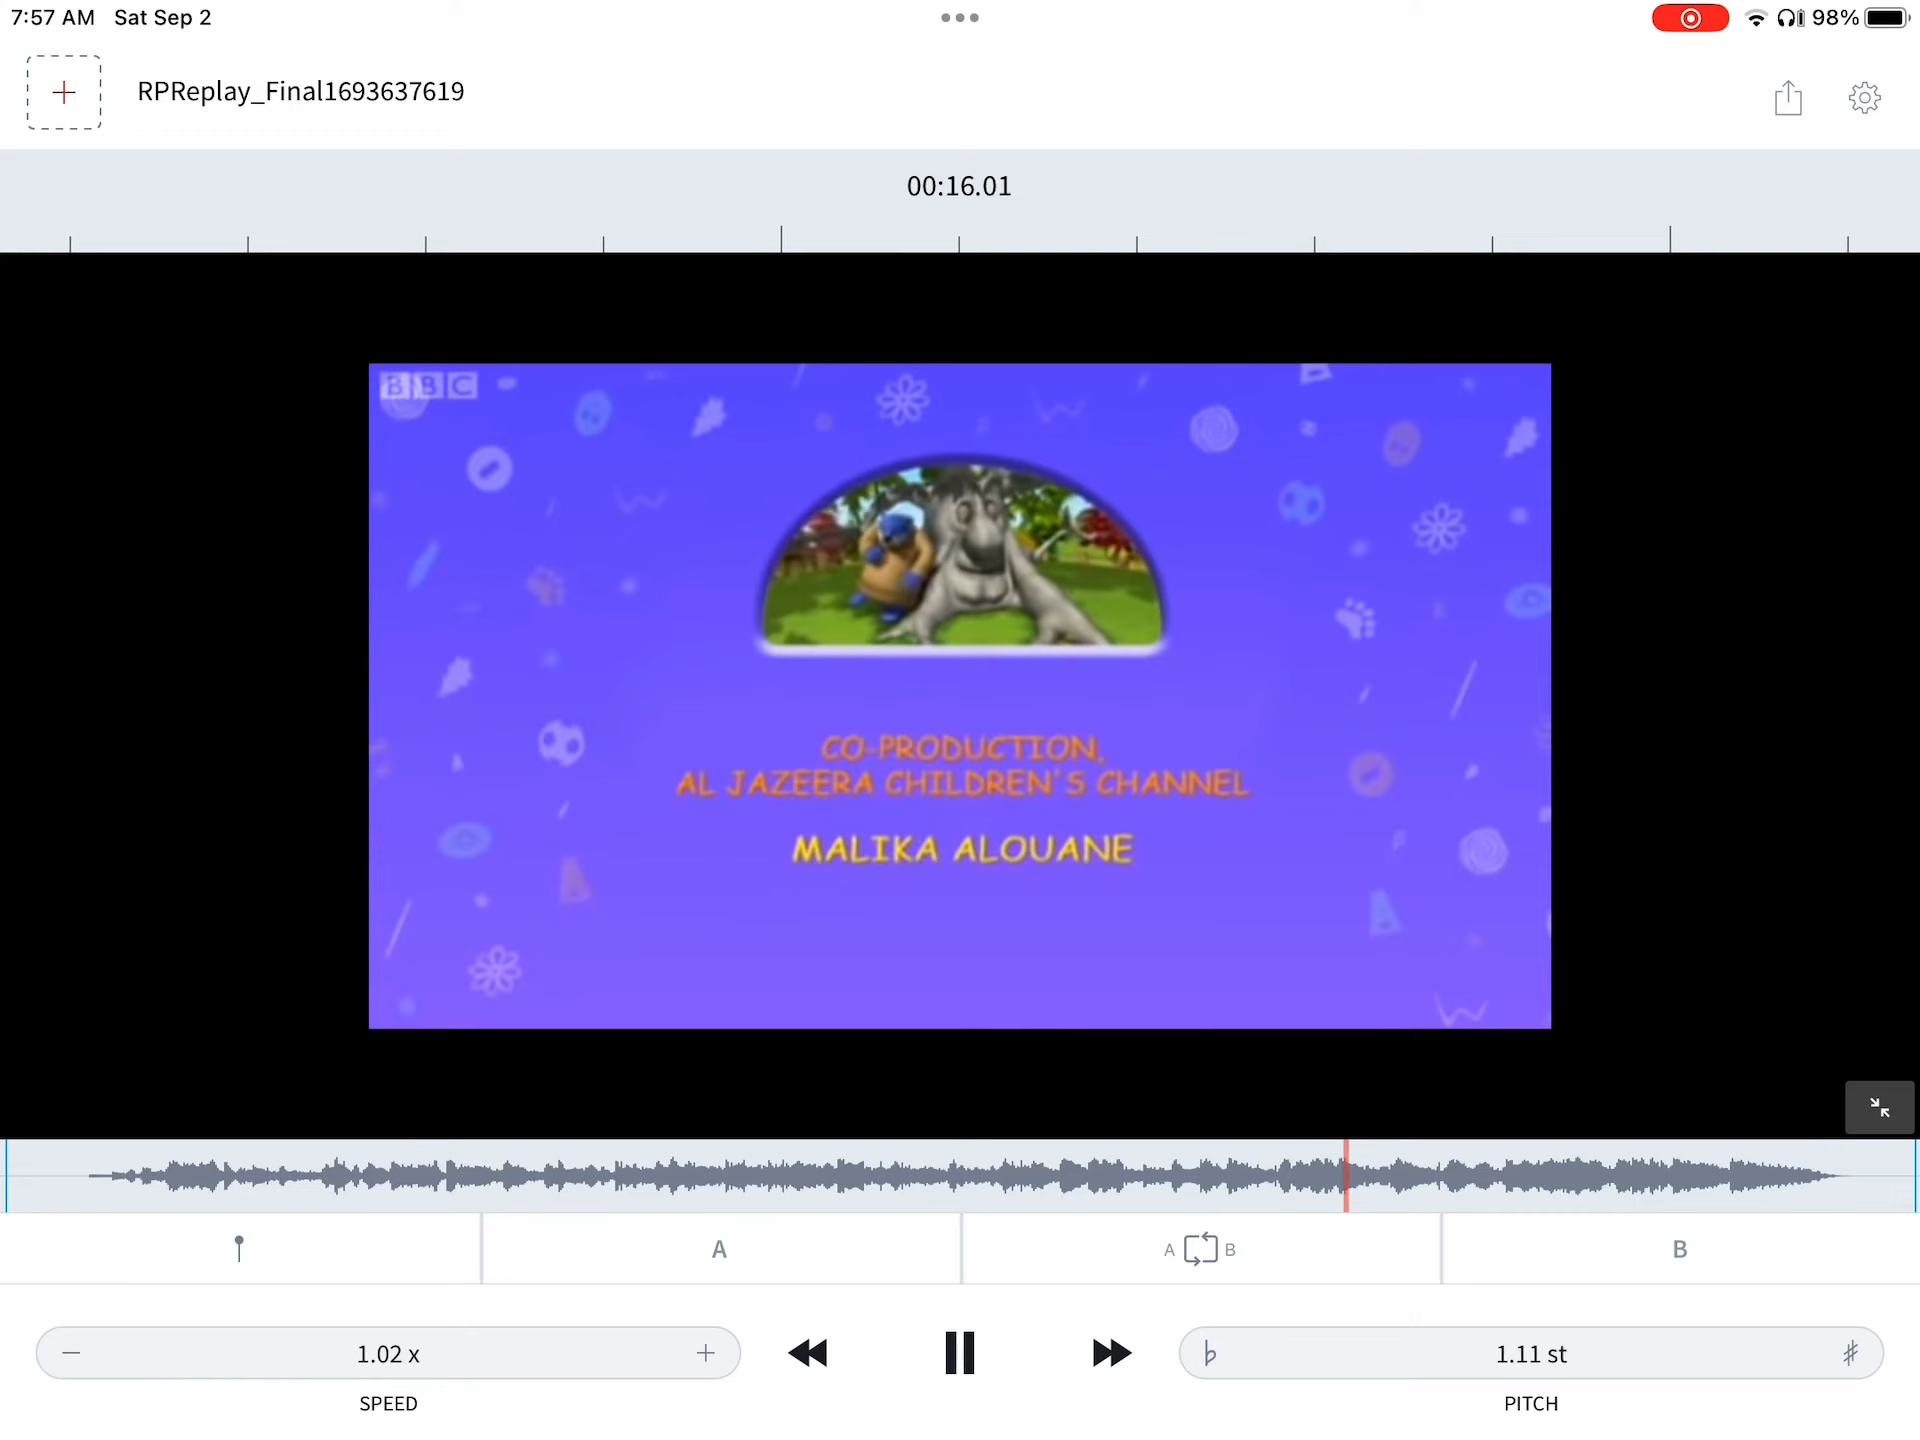 7:57 AM Sat Sep 2
98%
RPReplay_Final1693637619
00:16.01
BBC
CO-PRODUCTION,
AL JAZEERA CHILDREN'S CHANNEL
MALIKA ALOUANE
A
A B
B
1.02 x
1.11 st
SPEED
PITCH